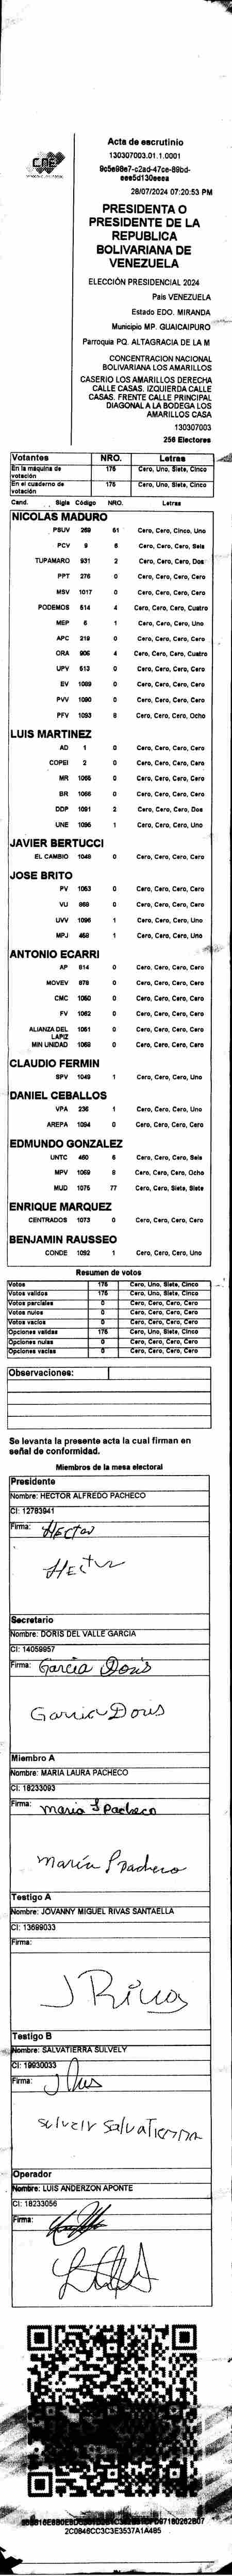 CNE
Acta de escrutinio
130307003.01.1.0001
9c5e98e7-c2ad-47ce-89bd-
eee5d130eeea
28/07/2024 07:20:53 PM
PRESIDENTA O
PRESIDENTE DE LA
REPUBLICA
BOLIVARIANA DE
VENEZUELA
ELECCIÓN PRESIDENCIAL 2024
País VENEZUELA
Estado EDO. MIRANDA
Municipio MP. GUAICAIPURO
Parroquia PQ. ALTAGRACIA DE LA M
CONCENTRACION NACIONAL
BOLIVARIANA LOS AMARILLOS
CASERIO LOS AMARILLOS DERECHA
CALLE CASAS. IZQUIERDA CALLE
CASAS. FRENTE CALLE PRINCIPAL
DIAGONAL A LA BODEGA LOS
AMARILLOS CASA
130307003
256 Electores
Votantes NRO. Letras
En la máquina de votación 175 Cero, Uno, Siete, Cinco
En el cuaderno de votación 175 Cero, Uno, Siete, Cinco
Cand. Sigla Código NRO. Letras
NICOLAS MADURO
PSUV 269 51 Cero, Cero, Cinco, Uno
PCV 9 6 Cero, Cero, Cero, Seis
TUPAMARO 931 2 Cero, Cero, Cero, Dos
PPT 276 0 Cero, Cero, Cero, Cero
MSV 1017 0 Cero, Cero, Cero, Cero
PODEMOS 514 4 Cero, Cero, Cero, Cuatro
MEP 6 1 Cero, Cero, Cero, Uno
APC 219 0 Cero, Cero, Cero, Cero
ORA 906 4 Cero, Cero, Cero, Cuatro
UPV 613 0 Cero, Cero, Cero, Cero
EV 1089 0 Cero, Cero, Cero, Cero
PVV 1090 0 Cero, Cero, Cero, Cero
PFV 1093 8 Cero, Cero, Cero, Ocho
LUIS MARTINEZ
AD 1 0 Cero, Cero, Cero, Cero
COPEI 2 0 Cero, Cero, Cero, Cero
MR 1065 0 Cero, Cero, Cero, Cero
BR 1066 0 Cero, Cero, Cero, Cero
DDP 1091 2 Cero, Cero, Cero, Dos
UNE 1095 1 Cero, Cero, Cero, Uno
JAVIER BERTUCCI
EL CAMBIO 1048 0 Cero, Cero, Cero, Cero
JOSE BRITO
PV 1053 0 Cero, Cero, Cero, Cero
VU 869 0 Cero, Cero, Cero, Cero
UVV 1096 1 Cero, Cero, Cero, Uno
MPJ 458 1 Cero, Cero, Cero, Uno
ANTONIO ECARRI
AP 814 0 Cero, Cero, Cero, Cero
MOVEV 878 0 Cero, Cero, Cero, Cero
CMC 1050 0 Cero, Cero, Cero, Cero
FV 1062 0 Cero, Cero, Cero, Cero
ALIANZA DEL LAPIZ 1061 0 Cero, Cero, Cero, Cero
MIN UNIDAD 1068 0 Cero, Cero, Cero, Cero
CLAUDIO FERMIN
SPV 1049 1 Cero, Cero, Cero, Uno
DANIEL CEBALLOS
VPA 236 1 Cero, Cero, Cero, Uno
AREPA 1094 0 Cero, Cero, Cero, Cero
EDMUNDO GONZALEZ
UNTC 460 6 Cero, Cero, Cero, Seis
MPV 1069 8 Cero, Cero, Cero, Ocho
MUD 1075 77 Cero, Cero, Siete, Siete
ENRIQUE MARQUEZ
CENTRADOS 1073 0 Cero, Cero, Cero, Cero
BENJAMIN RAUSSEO
CONDE 1092 1 Cero, Cero, Cero, Uno
Resumen de votos
Votos 175 Cero, Uno, Siete, Cinco
Votos validos 175 Cero, Uno, Siete, Cinco
Votos parciales 0 Cero, Cero, Cero, Cero
Votos nulos 0 Cero, Cero, Cero, Cero
Votos vacios 0 Cero, Cero, Cero, Cero
Opciones validas 175 Cero, Uno, Siete, Cinco
Opciones nulas 0 Cero, Cero, Cero, Cero
Opciones vacias 0 Cero, Cero, Cero, Cero
Observaciones:
Se levanta la presente acta la cual firman en
señal de conformidad.
Miembros de la mesa electoral
Presidente
Nombre: HECTOR ALFREDO PACHECO
CI: 12783941
Firma: Hector
Hector
Secretario
Nombre: DORIS DEL VALLE GARCIA
CI: 14059957
Firma: Garcia Doris
Garcia Doris
Miembro A
Nombre: MARIA LAURA PACHECO
CI: 18233093
Firma: Maria L Pacheco
Maria L Pacheco
Testigo A
Nombre: JOVANNY MIGUEL RIVAS SANTAELLA
CI: 13699033
Firma:
J Rivas
Testigo B
Nombre: SALVATIERRA SULVELY
CI: 19930033
Firma:
Sulvely Salvatierra
Operador
Nombre: LUIS ANDERZON APONTE
CI: 18233056
Firma:
2C0846CC3C3E3537A1A485